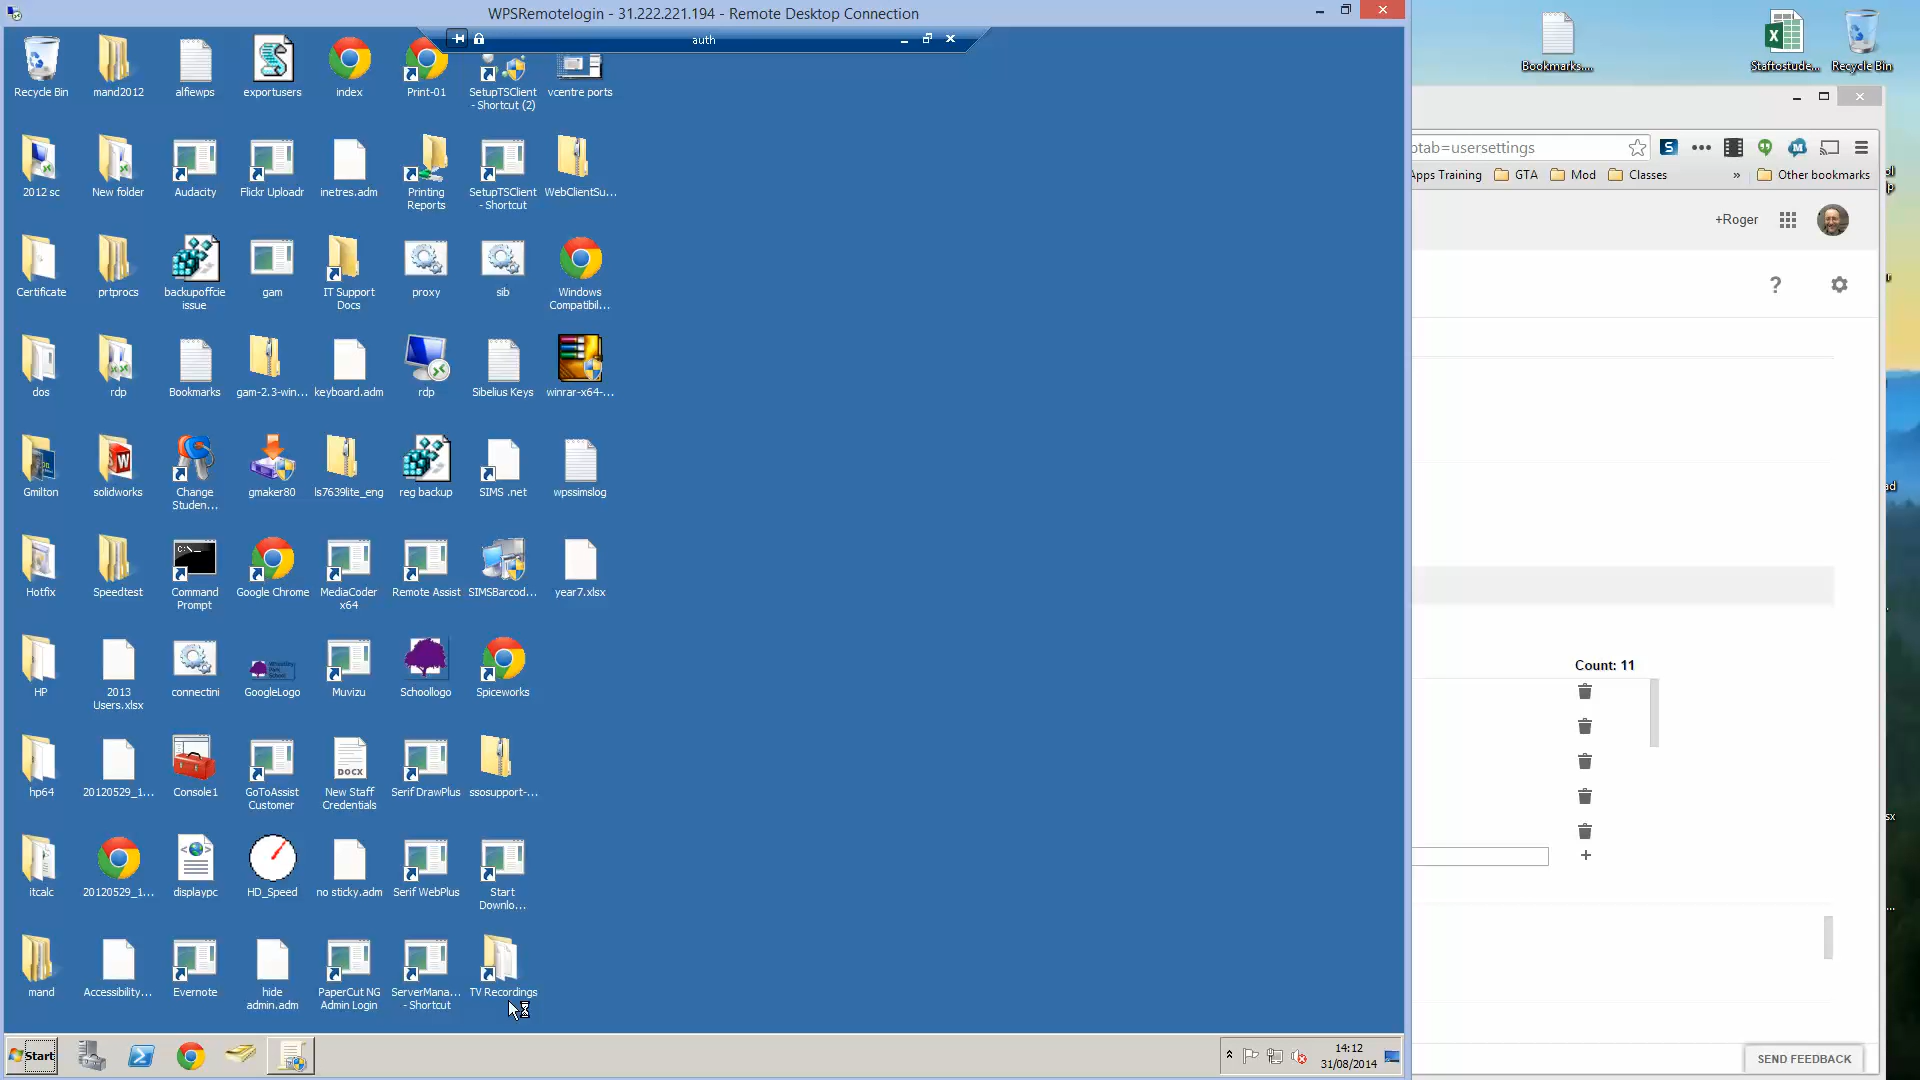 WPSRemotelogin - 31.222.221.194 - Remote Desktop Connection
auth
Recycle Bin
mand2012
alfiewps
exportusers
index
Print-01
SetupTSClient
- Shortcut (2)
vcentre ports
2012 sc
New folder
Audacity
Flickr Uploadr
inetres.adm
Printing
Reports
SetupTSClient
- Shortcut
WebClientSu...
Certificate
prtprocs
backupoffcie
issue
gam
IT Support
Docs
proxy
sib
Windows
Compatibil...
dos
rdp
Bookmarks
gam-2.3-win...
keyboard.adm
rdp
Sibelius Keys
winrar-x64-...
Gmilton
solidworks
Change
Studen...
gmaker80
ls7639lite_eng
reg backup
SIMS .net
wpssimslog
Hotfix
Speedtest
Command
Prompt
Google Chrome
MediaCoder
x64
Remote Assist
SIMSBarcod...
year7.xlsx
HP
2013
Users.xlsx
connectini
GoogleLogo
Muvizu
Schoollogo
Spiceworks
hp64
20120529_1...
Console1
GoToAssist
Customer
DOCX
New Staff
Credentials
Serif DrawPlus
ssosupport-...
itcalc
20120529_1...
displaypc
HD_Speed
no sticky.adm
Serif WebPlus
Start
Downlo...
mand
Accessibility...
Evernote
hide
admin.adm
PaperCut NG
Admin Login
ServerMana...
- Shortcut
TV Recordings
Start
14:12
31/08/2014
Bookmarks....
Staftostude...
Recycle Bin
tab=usersettings
Apps Training
GTA
Mod
Classes
»
Other bookmarks
+Roger
?
Count: 11
SEND FEEDBACK